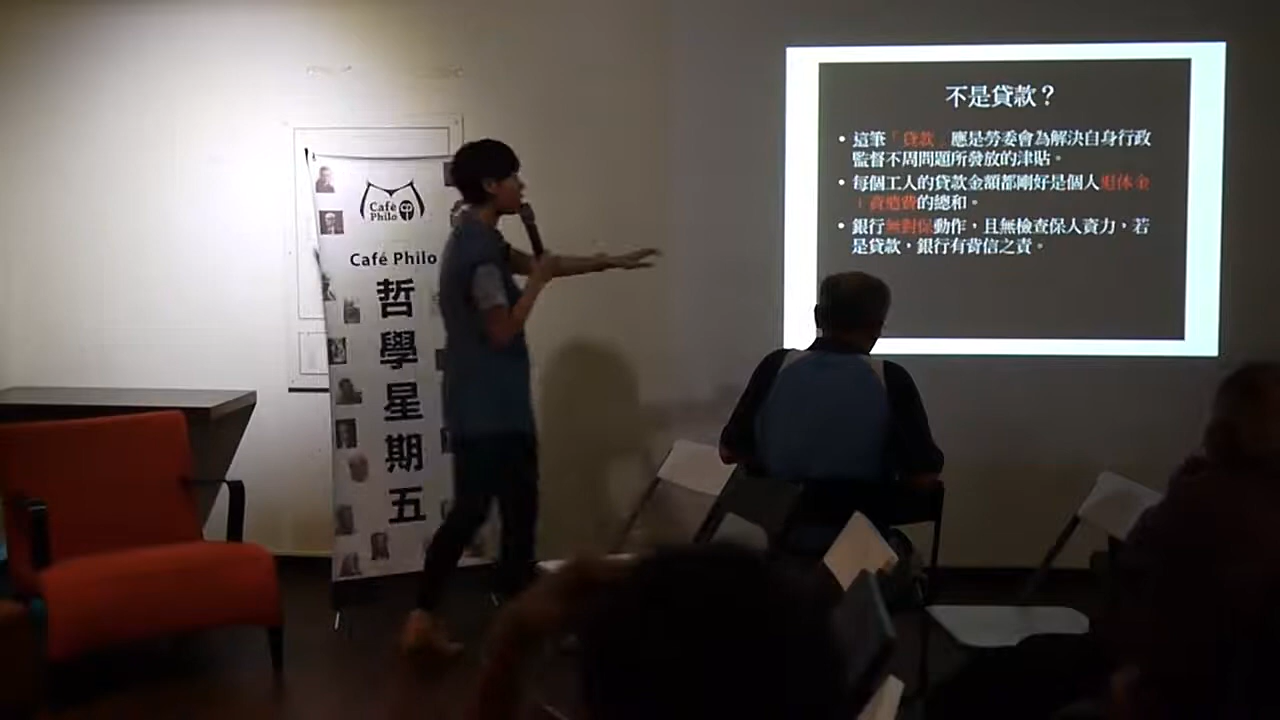 Café
Philo
Café Philo
哲學星期五
不是貸款？
• 這筆「貸款」應是勞委會為解決自身行政
監督不周問題所發放的津貼。
• 每個工人的貸款金額都剛好是個人退休金
+資遣費的總和。
• 銀行無對保動作，且無檢查保人資力，若
是貸款，銀行有背信之責。